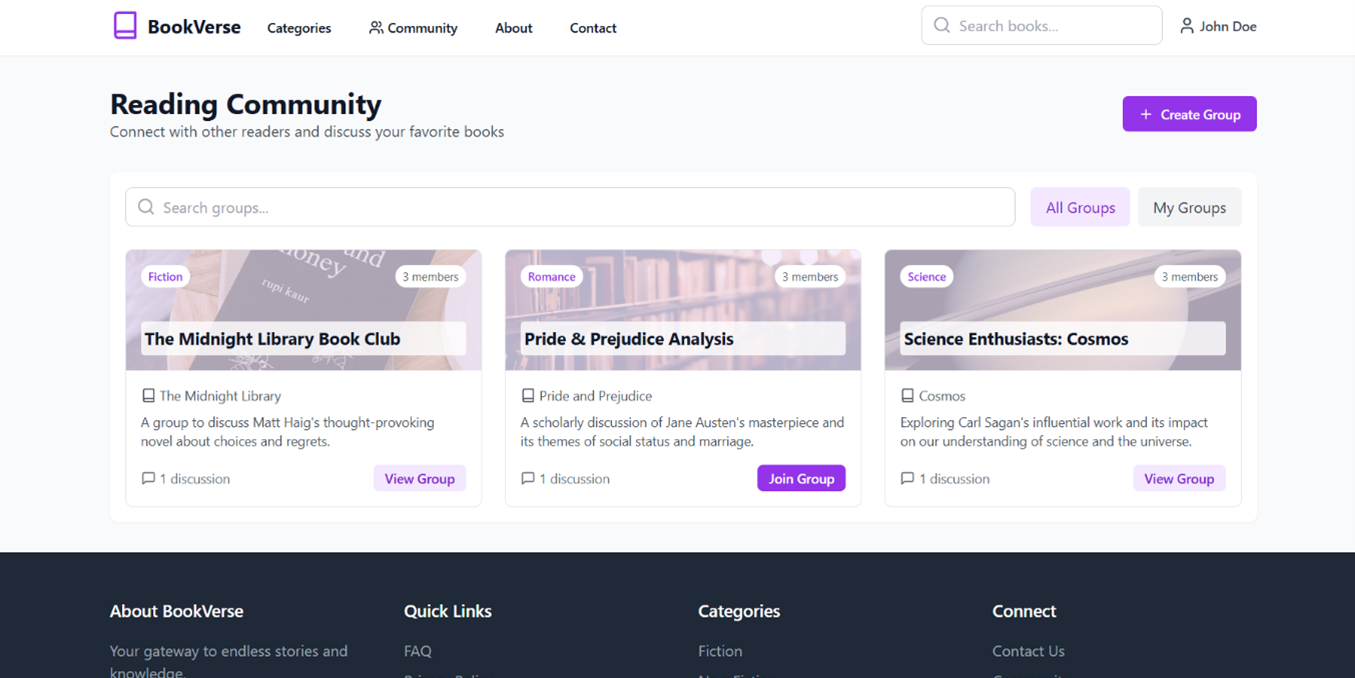 BookVerse
Categories
Community
About
Contact
Search books...
John Doe
Reading Community
Connect with other readers and discuss your favorite books
+ Create Group
Search groups...
All Groups
My Groups
honey and
rupi kaur
Fiction
3 members
The Midnight Library Book Club
The Midnight Library
A group to discuss Matt Haig's thought-provoking
novel about choices and regrets.
1 discussion
View Group
Romance
3 members
Pride & Prejudice Analysis
Pride and Prejudice
A scholarly discussion of Jane Austen's masterpiece and
its themes of social status and marriage.
1 discussion
Join Group
Science
3 members
Science Enthusiasts: Cosmos
Cosmos
Exploring Carl Sagan's influential work and its impact
on our understanding of science and the universe.
1 discussion
View Group
About BookVerse
Your gateway to endless stories and
knowledge.
Quick Links
FAQ
Categories
Fiction
Connect
Contact Us